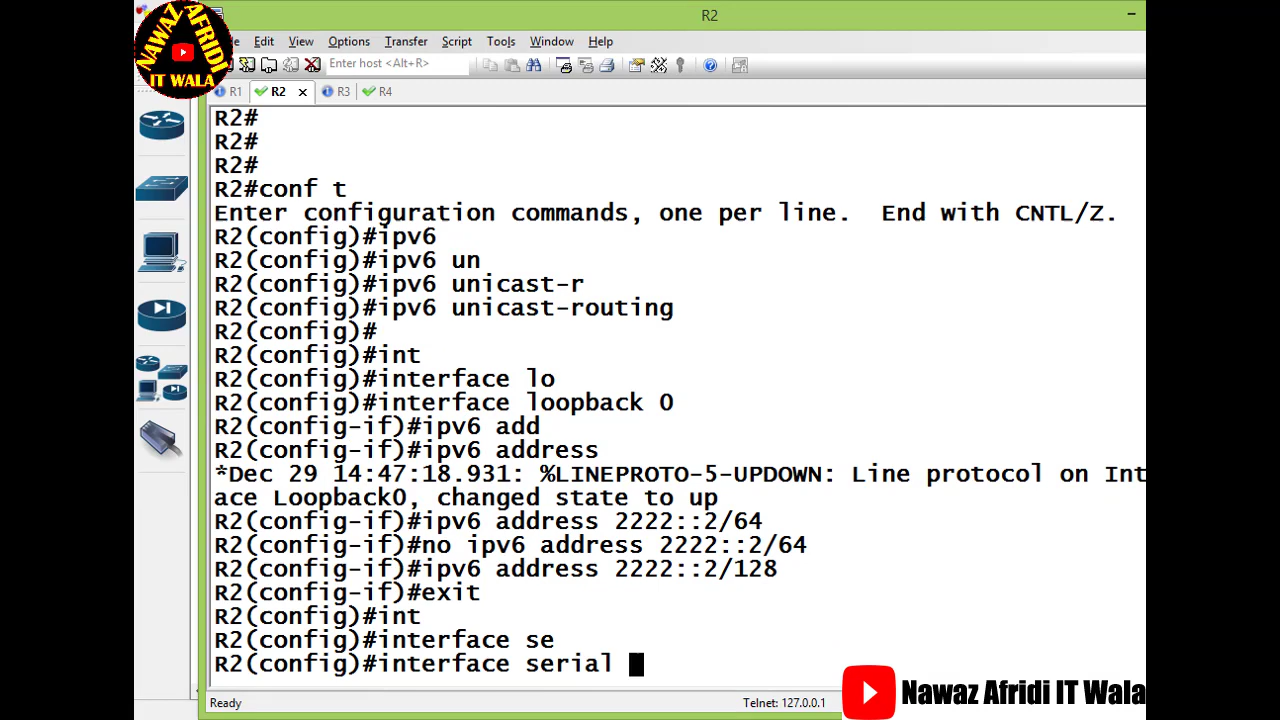 R2
NAWAZ AFRIDI
IT WALA
Edit View Options Transfer Script Tools Window Help
Enter host <Alt+R>
R1 R2 R3 R4
R2#
R2#
R2#
R2#conf t
Enter configuration commands, one per line.  End with CNTL/Z.
R2(config)#ipv6
R2(config)#ipv6 un
R2(config)#ipv6 unicast-r
R2(config)#ipv6 unicast-routing
R2(config)#
R2(config)#int
R2(config)#interface lo
R2(config)#interface loopback 0
R2(config-if)#ipv6 add
R2(config-if)#ipv6 address
*Dec 29 14:47:18.931: %LINEPROTO-5-UPDOWN: Line protocol on Int
ace Loopback0, changed state to up
R2(config-if)#ipv6 address 2222::2/64
R2(config-if)#no ipv6 address 2222::2/64
R2(config-if)#ipv6 address 2222::2/128
R2(config-if)#exit
R2(config)#int
R2(config)#interface se
R2(config)#interface serial
Ready
Telnet: 127.0.0.1
Nawaz Afridi IT Wala